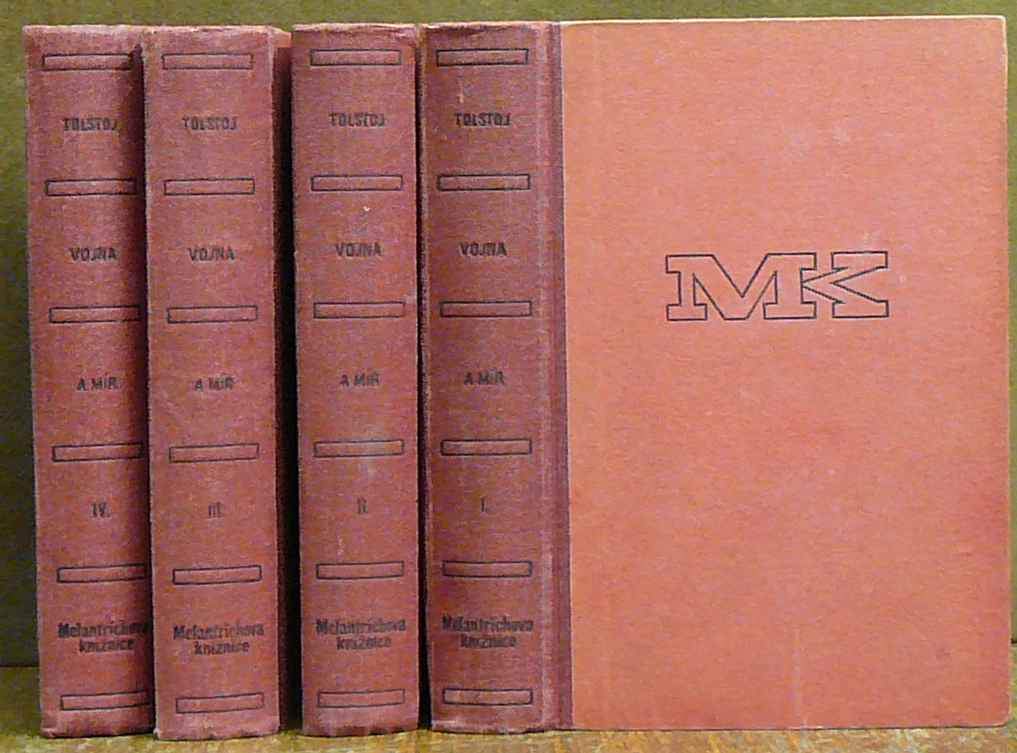 TOLSTOJ
VOJNA
A MÍR
IV.
Melantrichova
knižnice
TOLSTOJ
VOJNA
A MÍR
III.
Melantrichova
knižnice
TOLSTOJ
VOJNA
A MÍR
II.
Melantrichova
knižnice
TOLSTOJ
VOJNA
A MÍR
I.
Melantrichova
knižnice
MK